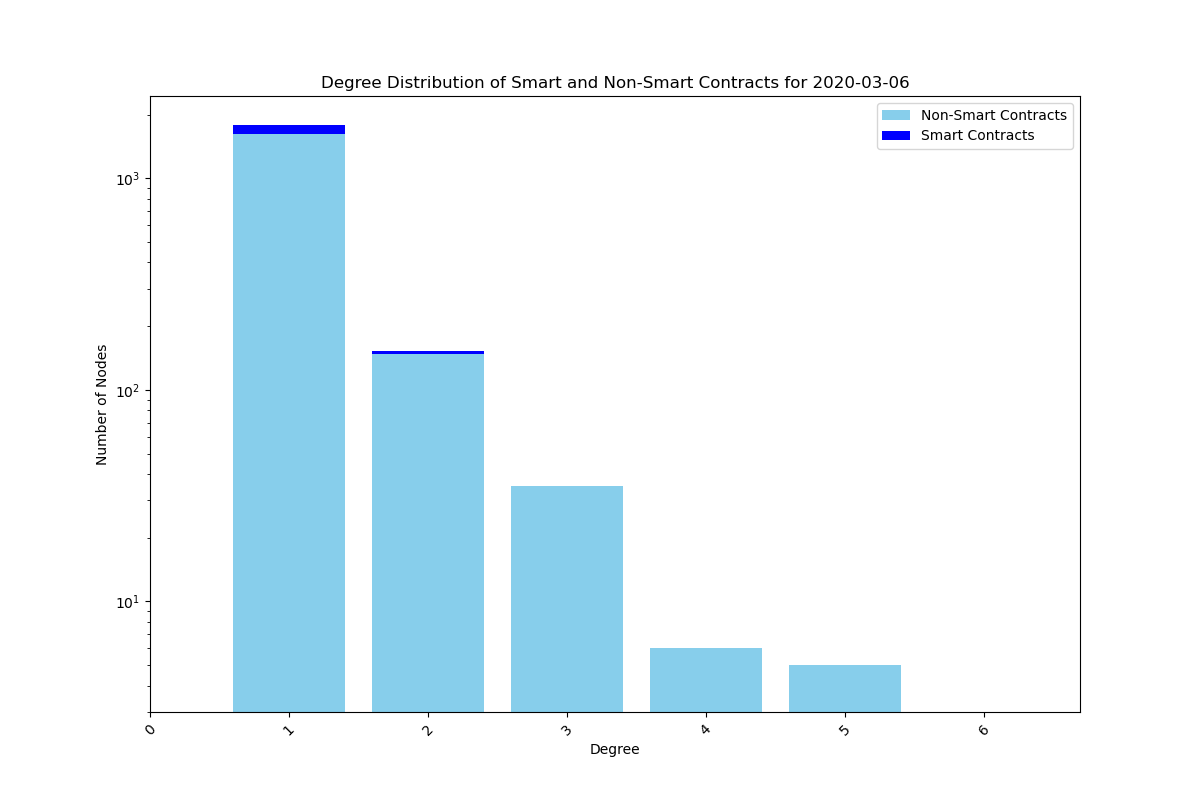 Degree Distribution of Smart and Non-Smart Contracts for 2020-03-06
Non-Smart Contracts
Smart Contracts
10³
10²
10¹
Number of Nodes
0 1 2 3 4 5 6
Degree